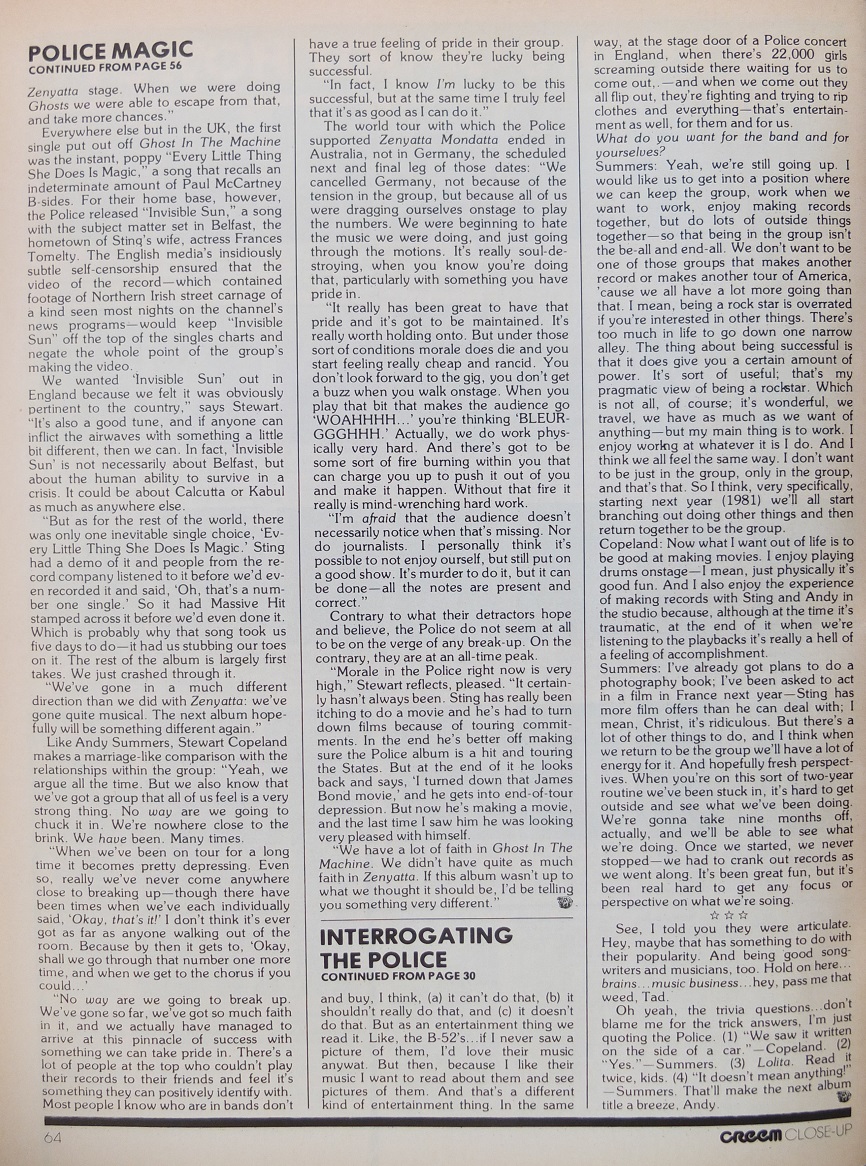 POLICE MAGIC
CONTINUED FROM PAGE 56
Zenyatta stage. When we were doing
Ghosts we were able to escape from that,
and take more chances."
Everywhere else but in the UK, the first
single put out off Ghost In The Machine
was the instant, poppy "Every Little Thing
She Does Is Magic," a song that recalls an
indeterminate amount of Paul McCartney
B-sides. For their home base, however,
the Police released "Invisible Sun," a song
with the subject matter set in Belfast, the
hometown of Sting's wife, actress Frances
Tomelty. The English media's insidiously
subtle self-censorship ensured that the
video of the record—which contained
footage of Northern Irish street carnage of
a kind seen most nights on the channel's
news programs—would keep "Invisible
Sun" off the top of the singles charts and
negate the whole point of the group's
making the video.
We wanted 'Invisible Sun' out in
England because we felt it was obviously
pertinent to the country," says Stewart.
"It's also a good tune, and if anyone can
inflict the airwaves with something a little
bit different, then we can. In fact, 'Invisible
Sun' is not necessarily about Belfast, but
about the human ability to survive in a
crisis. It could be about Calcutta or Kabul
as much as anywhere else.
"But as for the rest of the world, there
was only one inevitable single choice, 'Ev-
ery Little Thing She Does Is Magic.' Sting
had a demo of it and people from the re-
cord company listened to it before we'd ev-
en recorded it and said, 'Oh, that's a num-
ber one single.' So it had Massive Hit
stamped across it before we'd even done it.
Which is probably why that song took us
five days to do—it had us stubbing our toes
on it. The rest of the album is largely first
takes. We just crashed through it.
"We've gone in a much different
direction than we did with Zenyatta: we've
gone quite musical. The next album hope-
fully will be something different again."
Like Andy Summers, Stewart Copeland
makes a marriage-like comparison with the
relationships within the group: "Yeah, we
argue all the time. But we also know that
we've got a group that all of us feel is a very
strong thing. No way are we going to
chuck it in. We're nowhere close to the
brink. We have been. Many times.
"When we've been on tour for a long
time it becomes pretty depressing. Even
so, really we've never come anywhere
close to breaking up—though there have
been times when we've each individually
said, 'Okay, that's it!' I don't think it's ever
got as far as anyone walking out of the
room. Because by then it gets to, 'Okay,
shall we go through that number one more
time, and when we get to the chorus if you
could...'
"No way are we going to break up.
We've gone so far, we've got so much faith
in it, and we actually have managed to
arrive at this pinnacle of success with
something we can take pride in. There's a
lot of people at the top who couldn't play
their records to their friends and feel it's
something they can positively identify with.
Most people I know who are in bands don't
have a true feeling of pride in their group.
They sort of know they're lucky being
successful.
"In fact, I know I'm lucky to be this
successful, but at the same time I truly feel
that it's as good as I can do it."
The world tour with which the Police
supported Zenyatta Mondatta ended in
Australia, not in Germany, the scheduled
next and final leg of those dates: "We
cancelled Germany, not because of the
tension in the group, but because all of us
were dragging ourselves onstage to play
the numbers. We were beginning to hate
the music we were doing, and just going
through the motions. It's really soul-de-
stroying, when you know you're doing
that, particularly with something you have
pride in.
"It really has been great to have that
pride and it's got to be maintained. It's
really worth holding onto. But under those
sort of conditions morale does die and you
start feeling really cheap and rancid. You
don't look forward to the gig, you don't get
a buzz when you walk onstage. When you
play that bit that makes the audience go
'WOAHHHH...' you're thinking 'BLEUR-
GGGHHH.' Actually, we do work phys-
ically very hard. And there's got to be
some sort of fire burning within you that
can charge you up to push it out of you
and make it happen. Without that fire it
really is mind-wrenching hard work.
"I'm afraid that the audience doesn't
necessarily notice when that's missing. Nor
do journalists. I personally think it's
possible to not enjoy ourself, but still put on
a good show. It's murder to do it, but it can
be done—all the notes are present and
correct."
Contrary to what their detractors hope
and believe, the Police do not seem at all
to be on the verge of any break-up. On the
contrary, they are at an all-time peak.
"Morale in the Police right now is very
high," Stewart reflects, pleased. "It certain-
ly hasn't always been. Sting has really been
itching to do a movie and he's had to turn
down films because of touring commit-
ments. In the end he's better off making
sure the Police album is a hit and touring
the States. But at the end of it he looks
back and says, 'I turned down that James
Bond movie,' and he gets into end-of-tour
depression. But now he's making a movie,
and the last time I saw him he was looking
very pleased with himself.
"We have a lot of faith in Ghost In The
Machine. We didn't have quite as much
faith in Zenyatta. If this album wasn't up to
what we thought it should be, I'd be telling
you something very different."
INTERROGATING
THE POLICE
CONTINUED FROM PAGE 30
and buy, I think, (a) it can't do that, (b) it
shouldn't really do that, and (c) it doesn't
do that. But as an entertainment thing we
read it. Like, the B-52's...if I never saw a
picture of them, I'd love their music
anywat. But then, because I like their
music I want to read about them and see
pictures of them. And that's a different
kind of entertainment thing. In the same
way, at the stage door of a Police concert
in England, when there's 22,000 girls
screaming outside there waiting for us to
come out,.—and when we come out they
all flip out, they're fighting and trying to rip
clothes and everything—that's entertain-
ment as well, for them and for us.
What do you want for the band and for
yourselves?
Summers: Yeah, we're still going up. I
would like us to get into a position where
we can keep the group, work when we
want to work, enjoy making records
together, but do lots of outside things
together—so that being in the group isn't
the be-all and end-all. We don't want to be
one of those groups that makes another
record or makes another tour of America,
'cause we all have a lot more going than
that. I mean, being a rock star is overrated
if you're interested in other things. There's
too much in life to go down one narrow
alley. The thing about being successful is
that it does give you a certain amount of
power. It's sort of useful; that's my
pragmatic view of being a rockstar. Which
is not all, of course; it's wonderful, we
travel, we have as much as we want of
anything—but my main thing is to work. I
enjoy working at whatever it is I do. And I
think we all feel the same way. I don't want
to be just in the group, only in the group,
and that's that. So I think, very specifically,
starting next year (1981) we'll all start
branching out doing other things and then
return together to be the group.
Copeland: Now what I want out of life is to
be good at making movies. I enjoy playing
drums onstage—I mean, just physically it's
good fun. And I also enjoy the experience
of making records with Sting and Andy in
the studio because, although at the time it's
traumatic, at the end of it when we're
listening to the playbacks it's really a hell of
a feeling of accomplishment.
Summers: I've already got plans to do a
photography book; I've been asked to act
in a film in France next year—Sting has
more film offers than he can deal with; I
mean, Christ, it's ridiculous. But there's a
lot of other things to do, and I think when
we return to be the group we'll have a lot of
energy for it. And hopefully fresh perspect-
ives. When you're on this sort of two-year
routine we've been stuck in, it's hard to get
outside and see what we've been doing.
We're gonna take nine months off,
actually, and we'll be able to see what
we're doing. Once we started, we never
stopped—we had to crank out records as
we went along. It's been great fun, but it's
been real hard to get any focus or
perspective on what we're soing.
☆ ☆ ☆
See, I told you they were articulate.
Hey, maybe that has something to do with
their popularity. And being good song-
writers and musicians, too. Hold on here...
brains...music business...hey, pass me that
weed, Tad.
Oh yeah, the trivia questions...don't
blame me for the trick answers, I'm just
quoting the Police. (1) "We saw it written
on the side of a car."—Copeland. (2)
"Yes."—Summers. (3) Lolita. Read it
twice, kids. (4) "It doesn't mean anything!"
—Summers. That'll make the next album
title a breeze, Andy.
64
CREEM CLOSE-UP